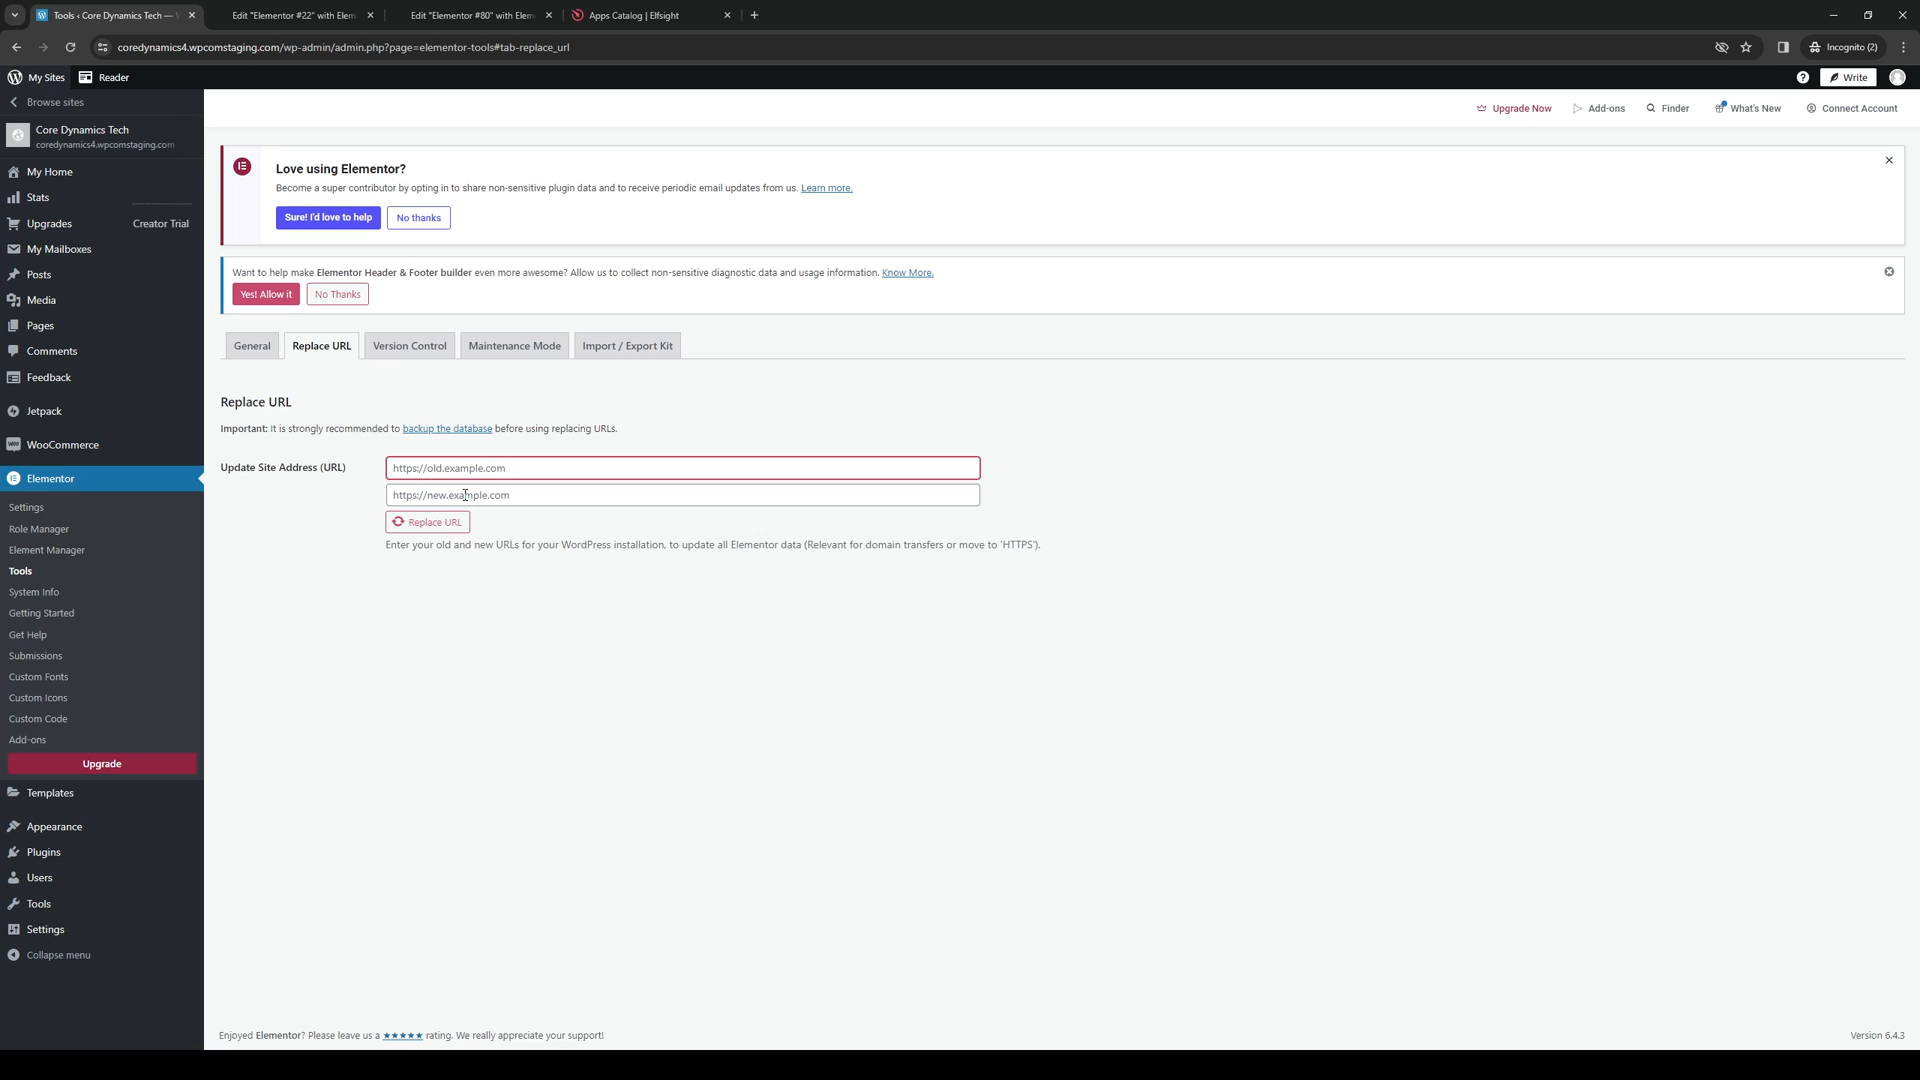 Tools ‹ Core Dynamics Tech —
Edit "Elementor #22" with Elem
Edit "Elementor #80" with Elem
Apps Catalog | Elfsight
coredynamics4.wpcomstaging.com/wp-admin/admin.php?page=elementor-tools#tab-replace_url
Incognito (2)
My Sites
Reader
Write
Browse sites
Core Dynamics Tech
coredynamics4.wpcomstaging.com
My Home
Stats
Upgrades
Creator Trial
My Mailboxes
Posts
Media
Pages
Comments
Feedback
Jetpack
WooCommerce
Elementor
Settings
Role Manager
Element Manager
Tools
System Info
Getting Started
Get Help
Submissions
Custom Fonts
Custom Icons
Custom Code
Add-ons
Upgrade
Templates
Appearance
Plugins
Users
Tools
Settings
Collapse menu
Upgrade Now
Add-ons
Finder
What's New
Connect Account
Love using Elementor?
Become a super contributor by opting in to share non-sensitive plugin data and to receive periodic email updates from us. Learn more.
Sure! I'd love to help
No thanks
Want to help make Elementor Header & Footer builder even more awesome? Allow us to collect non-sensitive diagnostic data and usage information. Know More.
Yes! Allow it
No Thanks
General
Replace URL
Version Control
Maintenance Mode
Import / Export Kit
Replace URL
Important: It is strongly recommended to backup the database before using replacing URLs.
Update Site Address (URL)
https://old.example.com
https://new.example.com
Replace URL
Enter your old and new URLs for your WordPress installation, to update all Elementor data (Relevant for domain transfers or move to 'HTTPS').
Enjoyed Elementor? Please leave us a ★★★★★ rating. We really appreciate your support!
Version 6.4.3